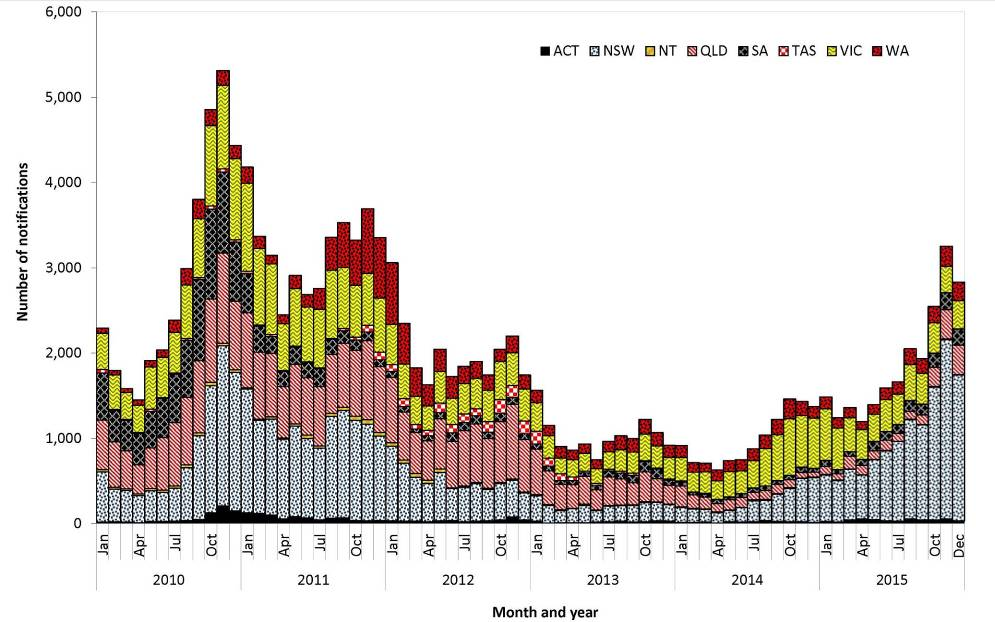 6,000
ACT NSW NT QLD SA TAS VIC WA
5,000
4,000
Number of notifications
3,000
2,000
1,000
0
Jan Apr Jul Oct Jan Apr Jul Oct Jan Apr Jul Oct Jan Apr Jul Oct Jan Apr Jul Oct Jan Apr Jul Oct Dec
2010 2011 2012 2013 2014 2015
Month and year